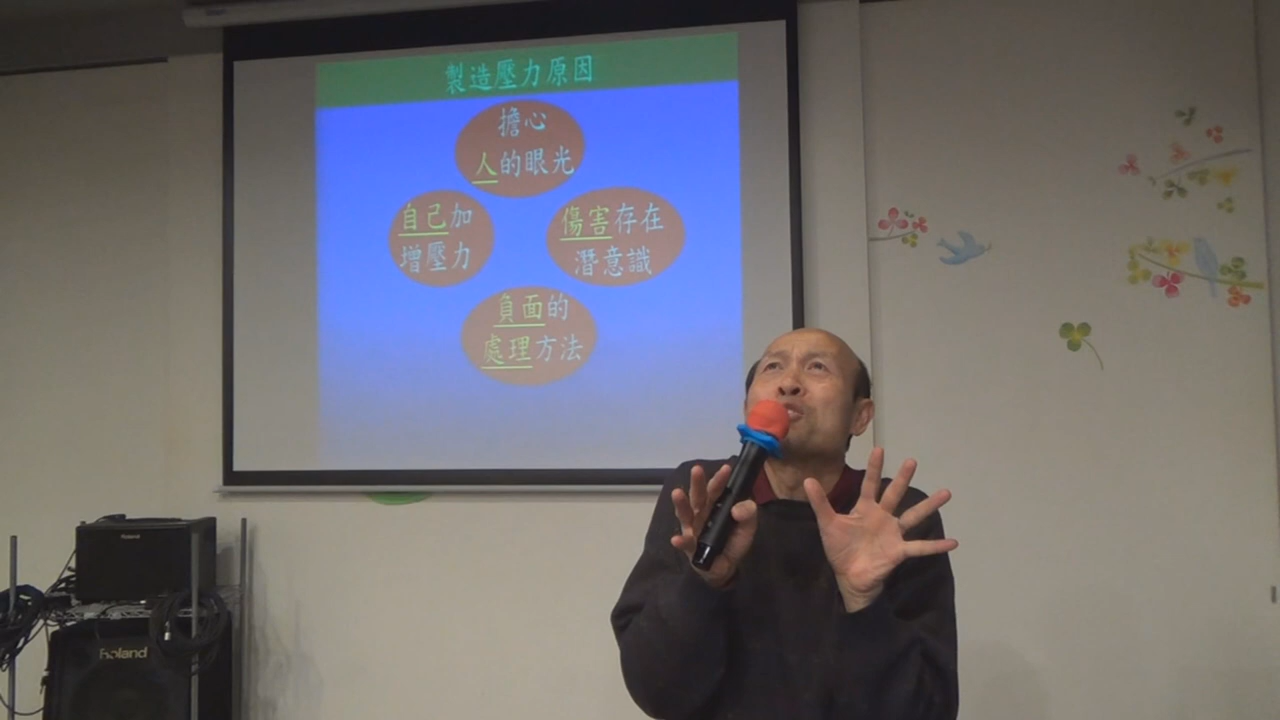 製造壓力原因
擔心
人的眼光
自己加
增壓力
傷害存在
潛意識
負面的
處理方法
Roland
Roland